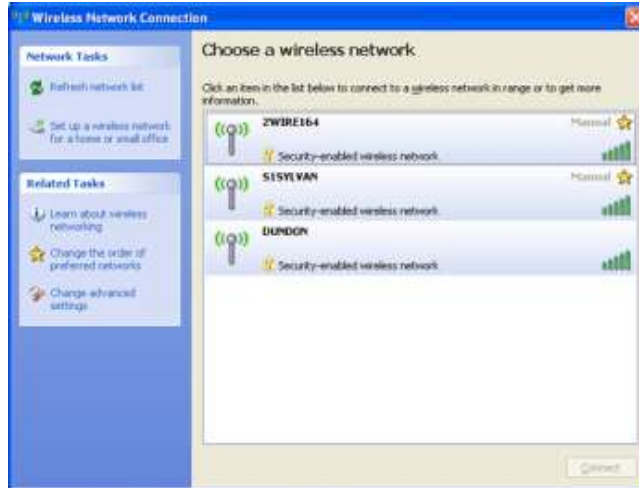 Wireless Network Connection
Network Tasks
Refresh network list
Set up a wireless network
for a home or small office
Related Tasks
Learn about wireless
networking
Change the order of
preferred networks
Change advanced
settings
Choose a wireless network
Click an item in the list below to connect to a wireless network in range or to get more
information.
2WIRE164
Manual
Security-enabled wireless network
S1SYLVAN
Manual
Security-enabled wireless network
DUNDON
Security-enabled wireless network
Connect